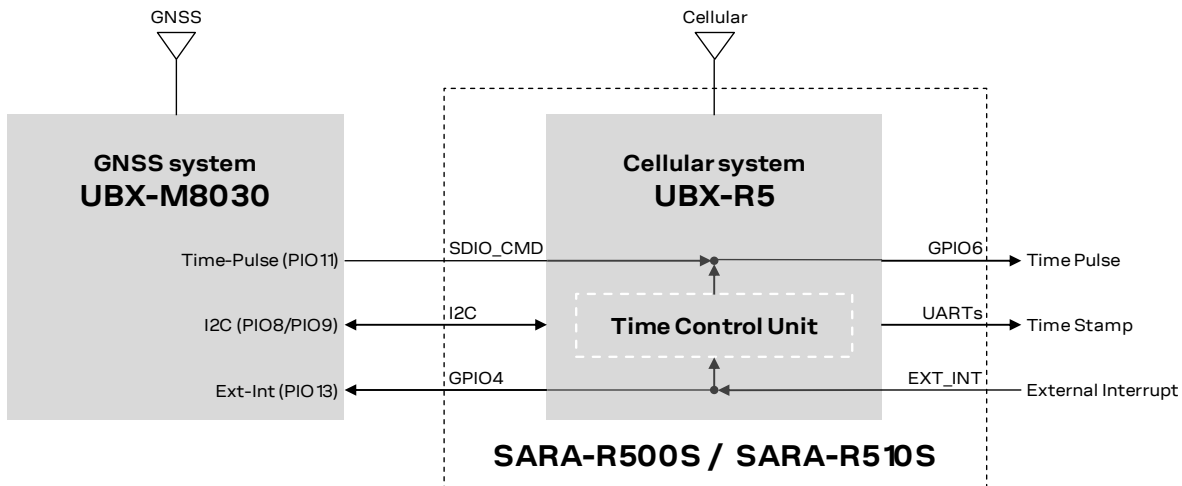 GNSS
Cellular
GNSS system
UBX-M8030
Cellular system
UBX-R5
Time-Pulse (PIO11)
SDIO_CMD
GPIO6
Time Pulse
I2C (PIO8/PIO9)
I2C
Time Control Unit
UARTs
Time Stamp
Ext-Int (PIO13)
GPIO4
EXT_INT
External Interrupt
SARA-R500S / SARA-R510S